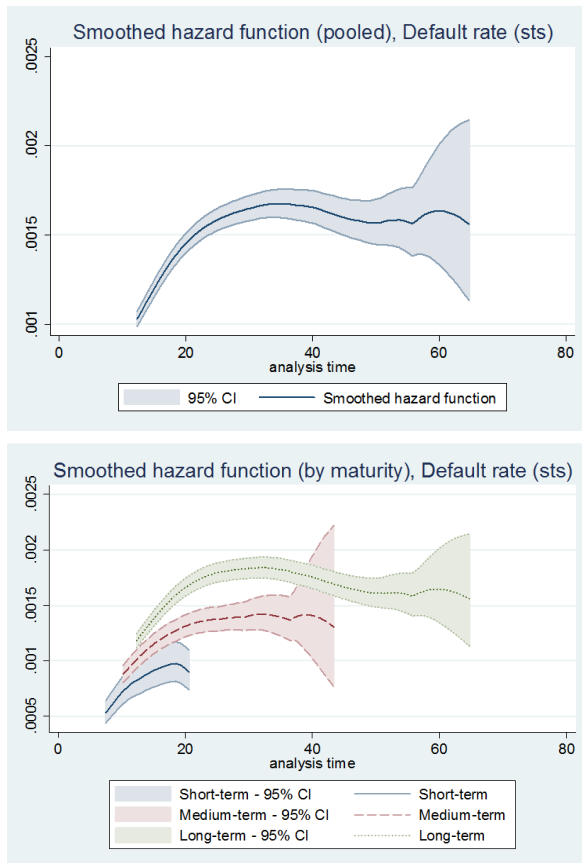 Smoothed hazard function (pooled), Default rate (sts)
.0025
.002
.0015
.001
0 20 40 60 80
analysis time
95% CI Smoothed hazard function
Smoothed hazard function (by maturity), Default rate (sts)
.0025
.002
.0015
.001
.0005
0 20 40 60 80
analysis time
Short-term - 95% CI Short-term
Medium-term - 95% CI Medium-term
Long-term - 95% CI Long-term